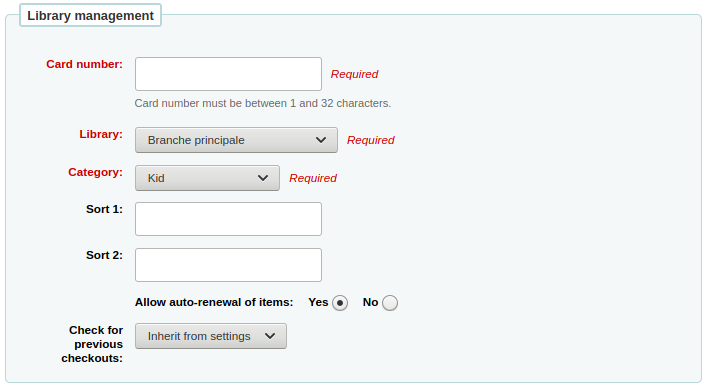 Library management
Card number: Required
Card number must be between 1 and 32 characters.
Library: Branche principale Required
Category: Kid Required
Sort 1:
Sort 2:
Allow auto-renewal of items: Yes No
Check for
previous
checkouts:
Inherit from settings